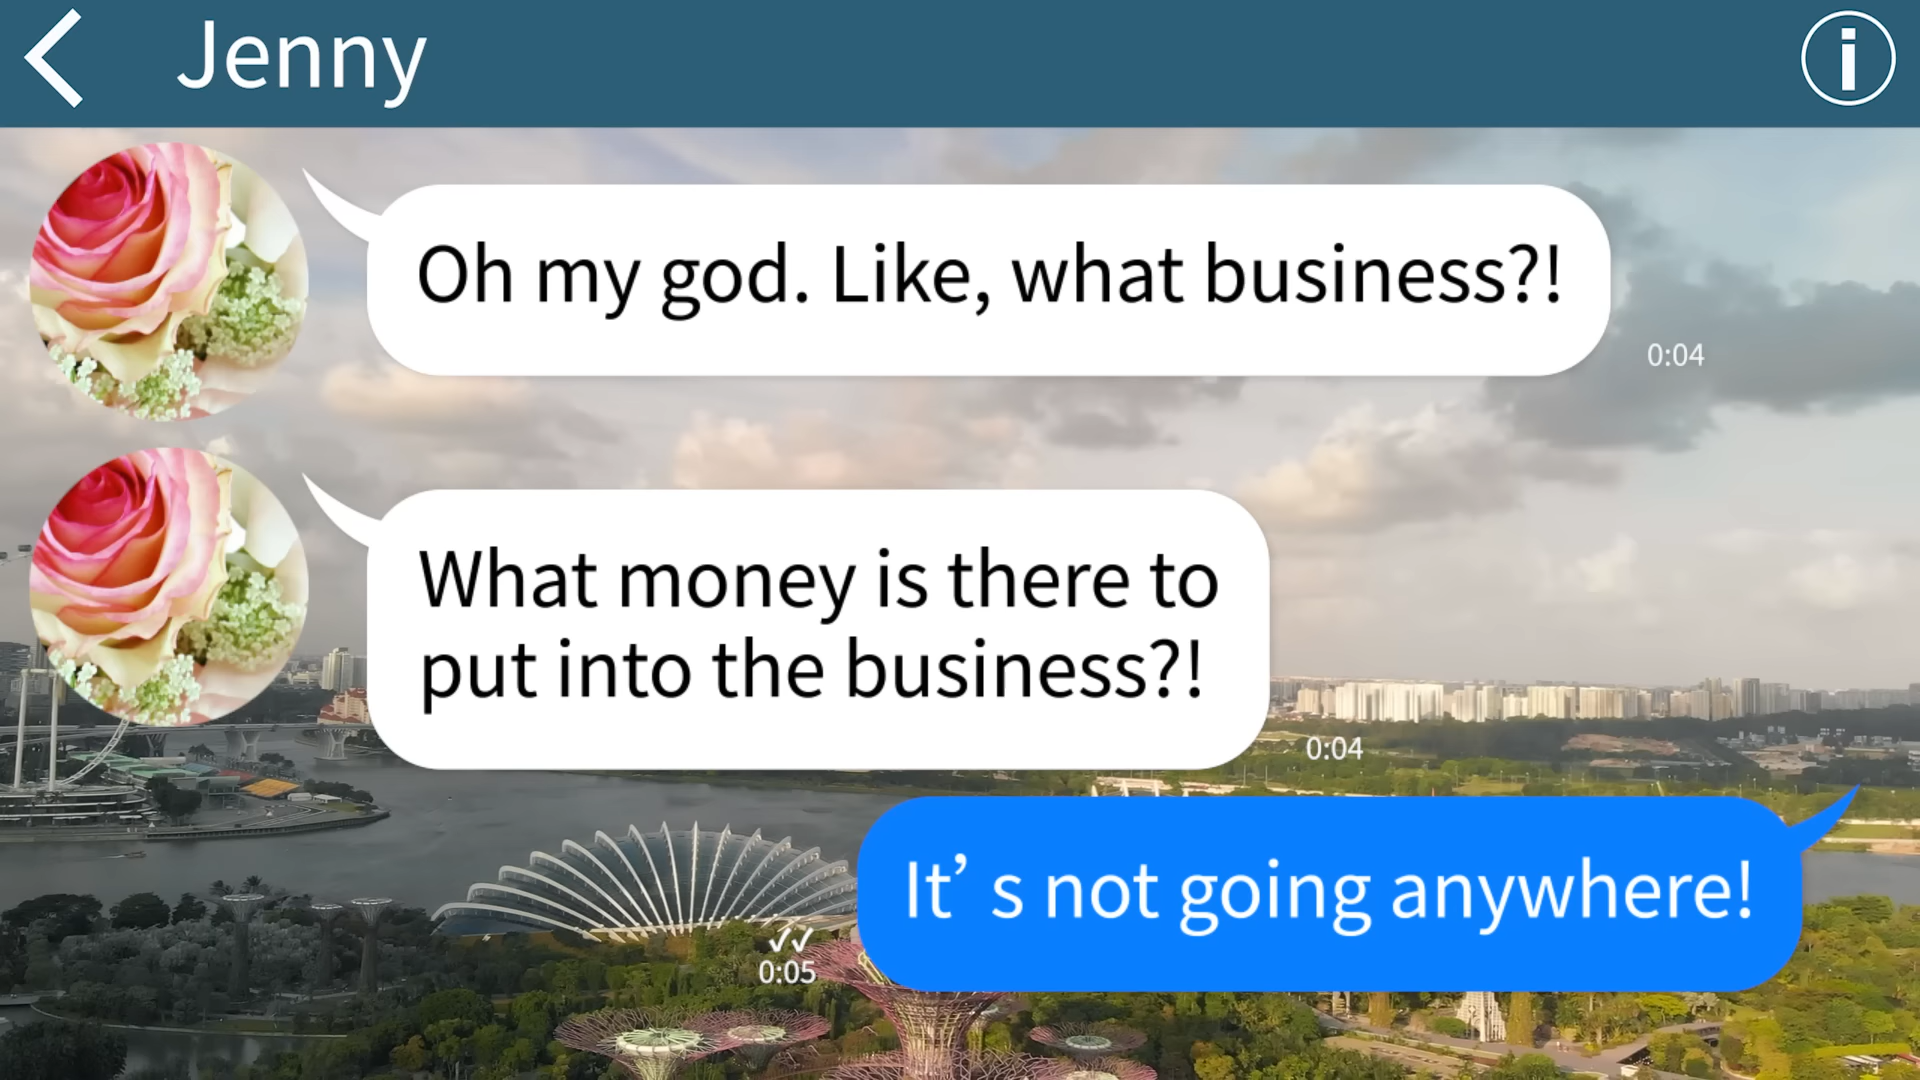 Jenny
Oh my god. Like, what business?!
0:04
What money is there to
put into the business?!
0:04
It’ s not going anywhere!
0:05